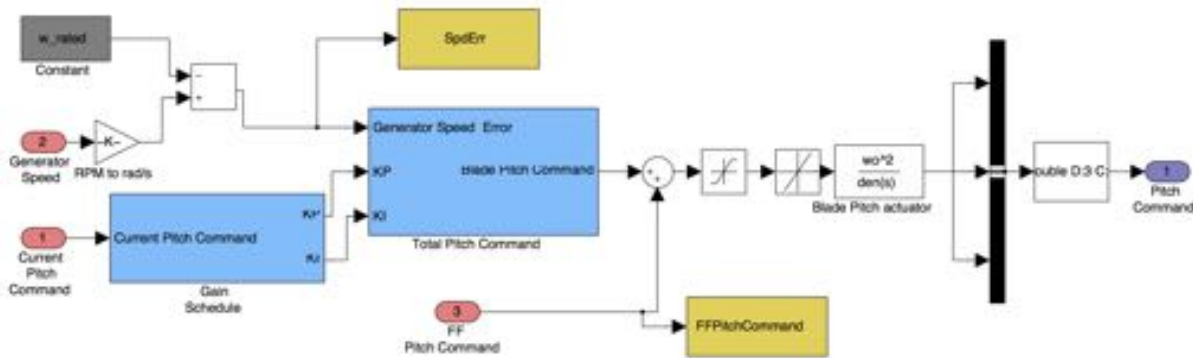 w_rated
Constant
SpdErr
−
+
2
Generator
Speed
-K-
RPM to rad/s
Generator Speed Error
KP
KI
Blade Pitch Command
Total Pitch Command
1
Current
Pitch
Command
Current Pitch Command
KP
KI
Gain
Schedule
+
+
wo^2
den(s)
Blade Pitch actuator
ouble D:3 C
1
Pitch
Command
3
FF
Pitch Command
FFPitchCommand